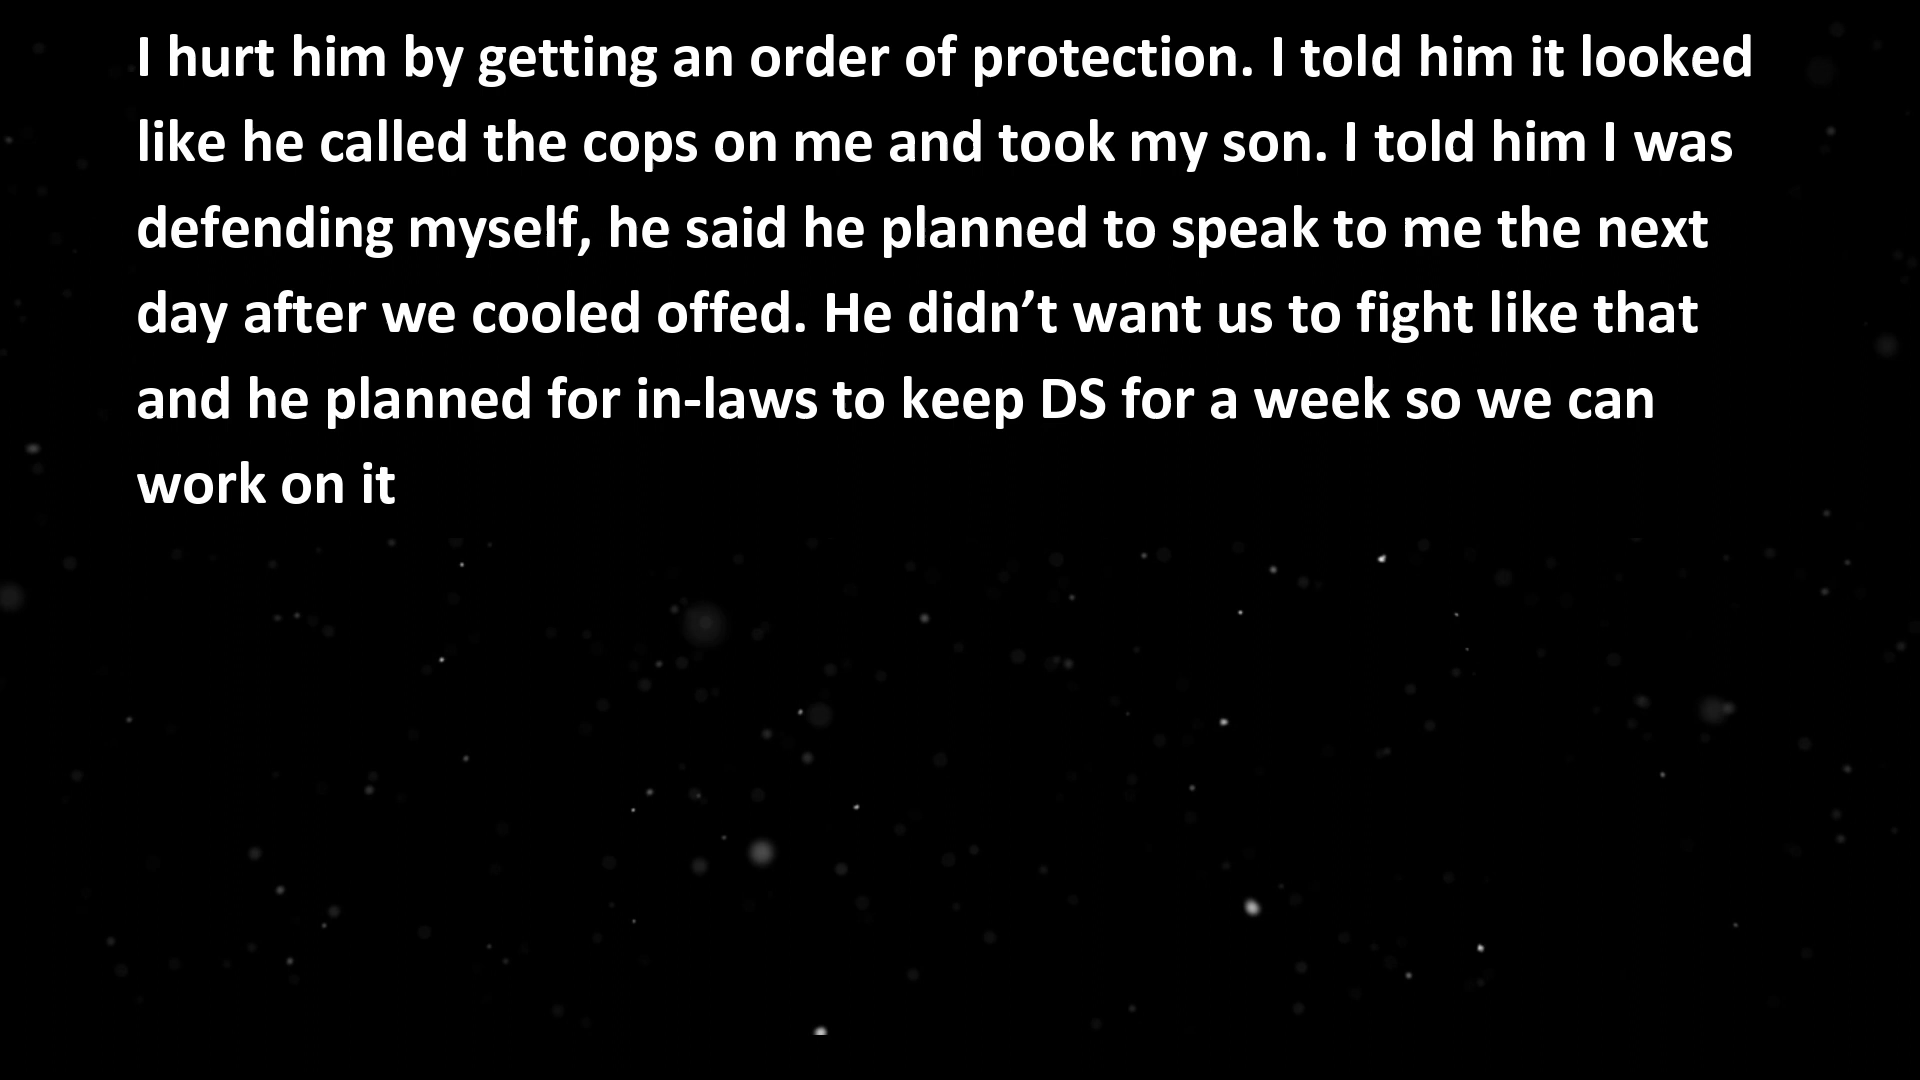 I hurt him by getting an order of protection. I told him it looked
like he called the cops on me and took my son. I told him I was
defending myself, he said he planned to speak to me the next
day after we cooled offed. He didn’t want us to fight like that
and he planned for in-laws to keep DS for a week so we can
work on it